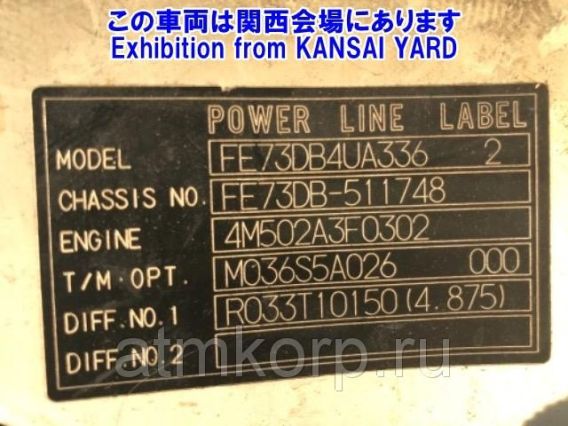 この車両は関西会場にあります
Exhibition from KANSAI YARD
POWER LINE LABEL
MODEL FE73DB4UA336 2
CHASSIS NO. FE73DB-511748
ENGINE 4M502A3F0302
T/M·OPT. M036S5A026 000
DIFF.NO.1 R033T10150(4.875)
DIFF.NO.2
atmkorp.ru